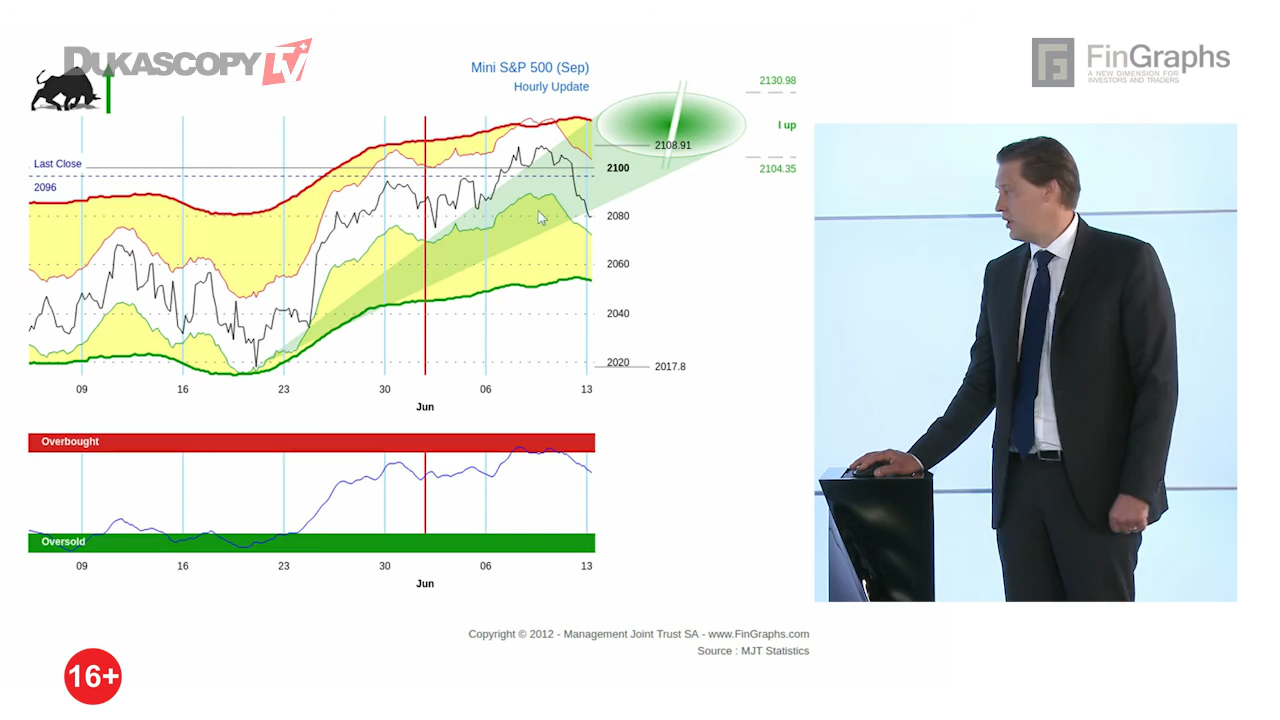 DUKASCOPY TV
FinGraphs
A NEW DIMENSION FOR
INVESTORS AND TRADERS
Mini S&P 500 (Sep)
Hourly Update
2130.98
I up
2108.91
2104.35
Last Close
2096
2100
2080
2060
2040
2020
2017.8
09 16 23 30 06 13
Jun
Overbought
Oversold
09 16 23 30 06 13
Jun
Copyright © 2012 - Management Joint Trust SA - www.FinGraphs.com
Source : MJT Statistics
16+